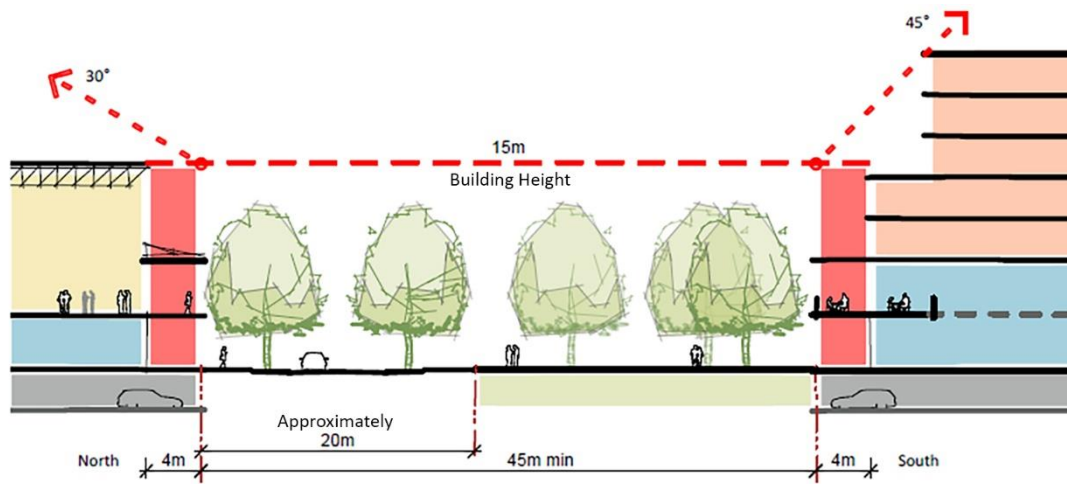 45°
30°
15m
Building Height
Approximately
20m
North
4m
45m min
4m
South